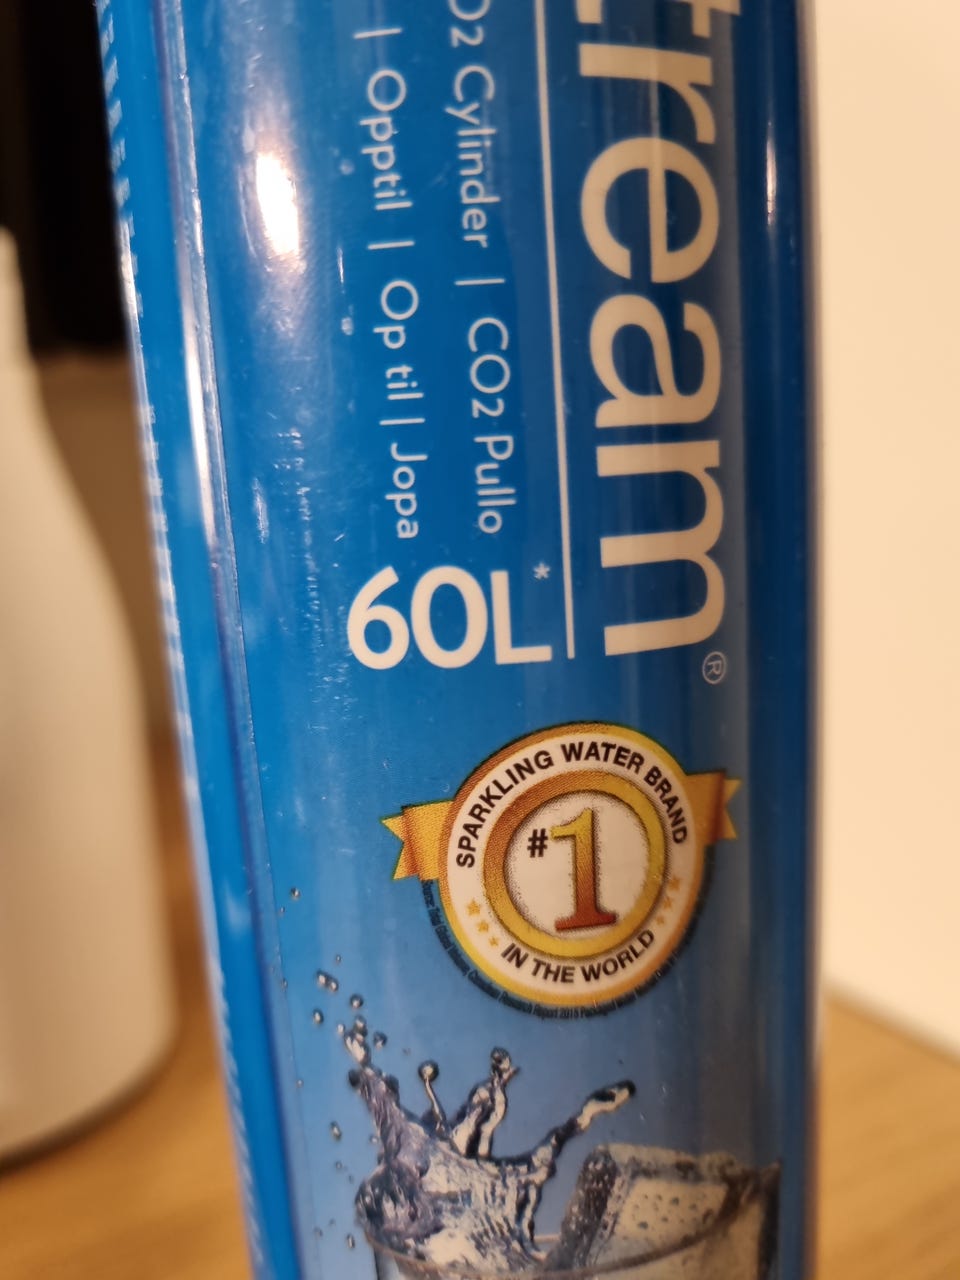 tream®
O2 Cylinder | CO2 Pullo
| Opptil | Op til | Jopa
60L*
SPARKLING WATER BRAND
#1
IN THE WORLD